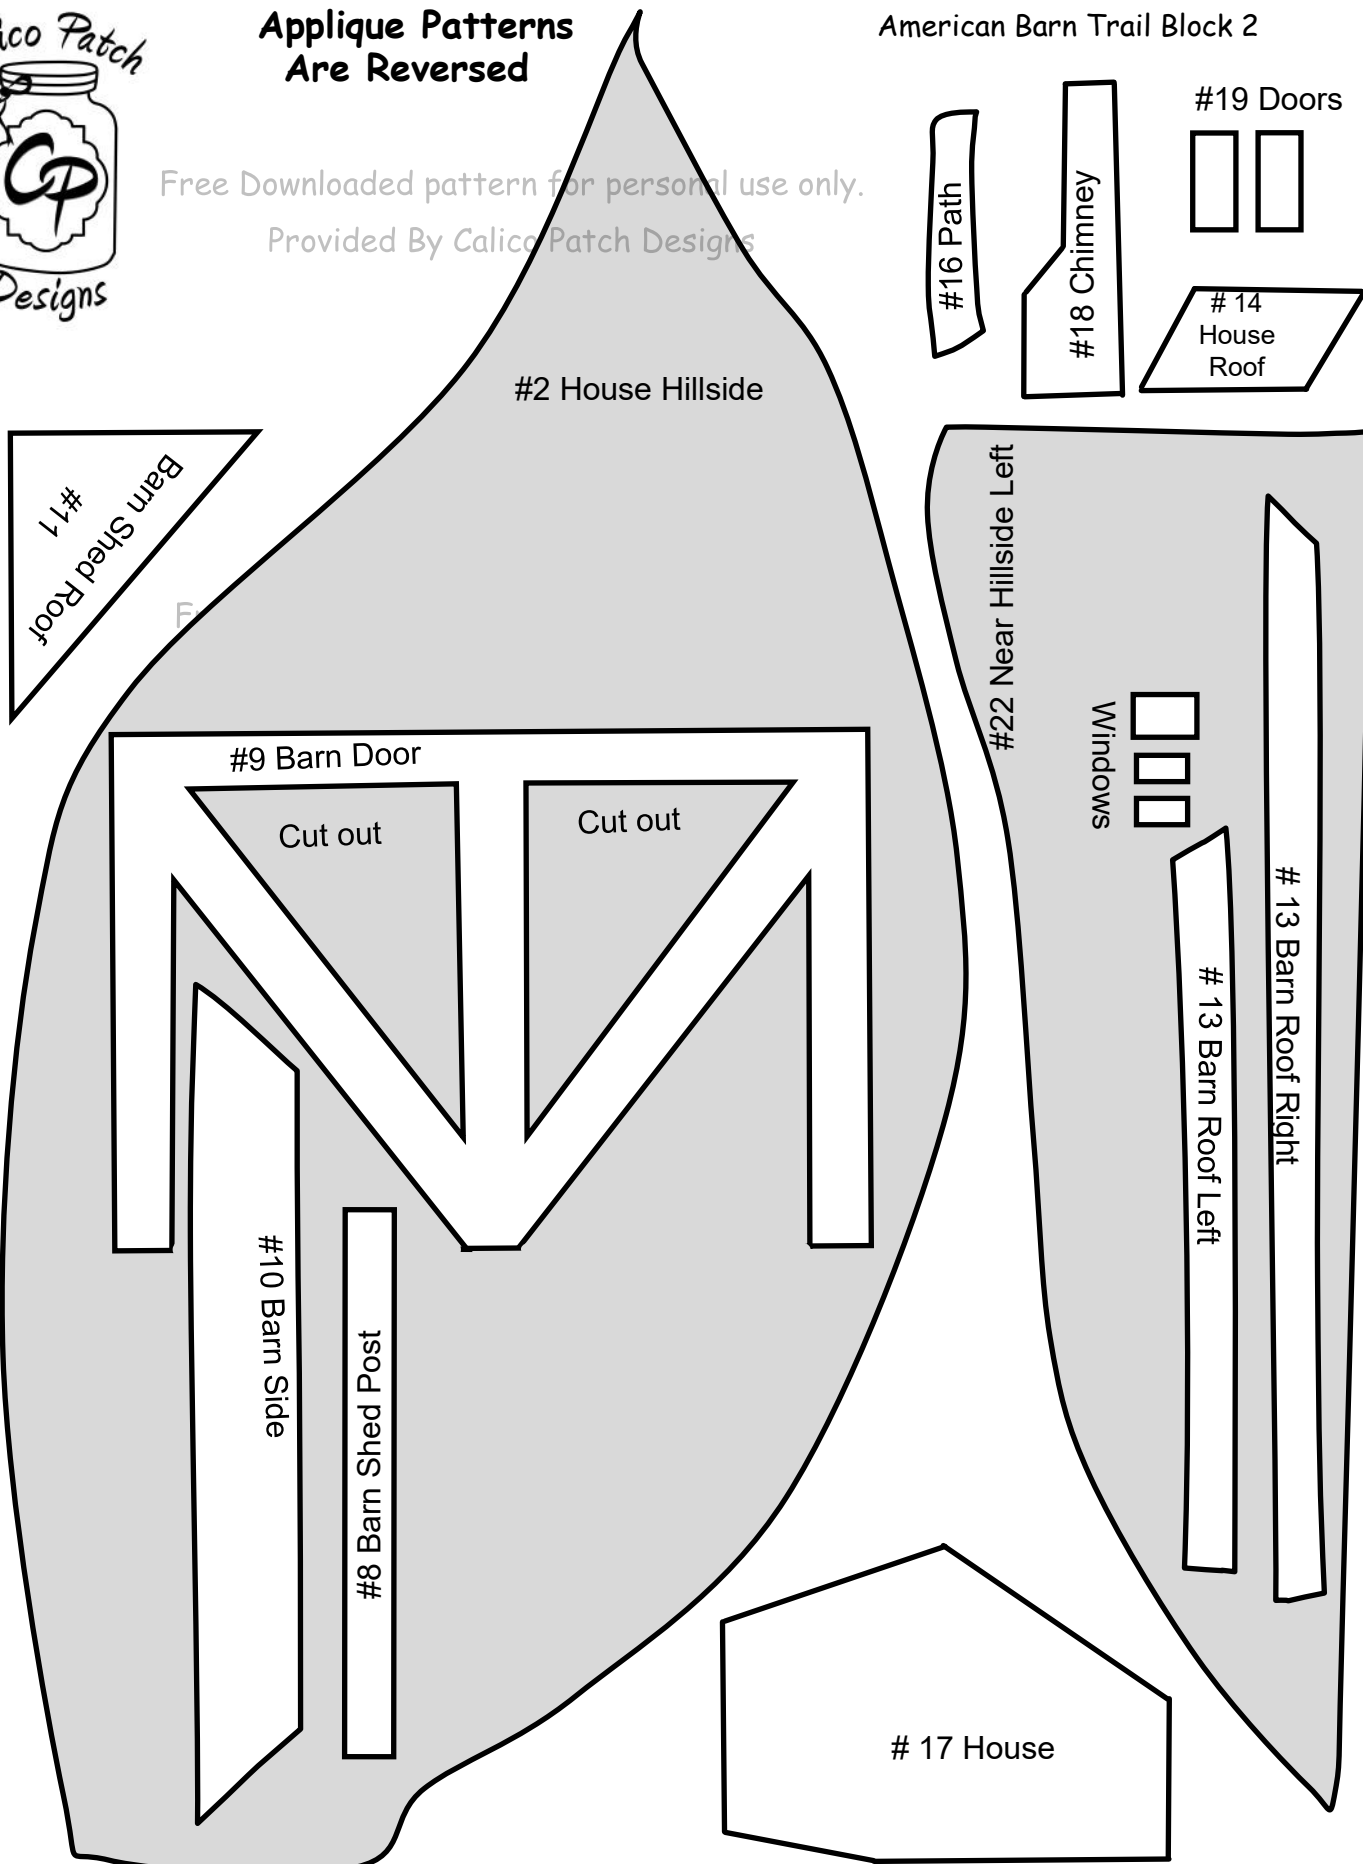 Patch
CP
Designs
Applique Patterns
Are Reversed
American Barn Trail Block 2
Free Downloaded pattern for personal use only.
Provided By Calico Patch Designs
#16 Path
#18 Chimney
#19 Doors
# 14
House
Roof
#2 House Hillside
#11
Barn Shed Roof
#22 Near Hillside Left
Windows
#9 Barn Door
Cut out
Cut out
# 13 Barn Roof Right
# 13 Barn Roof Left
#10 Barn Side
#8 Barn Shed Post
# 17 House